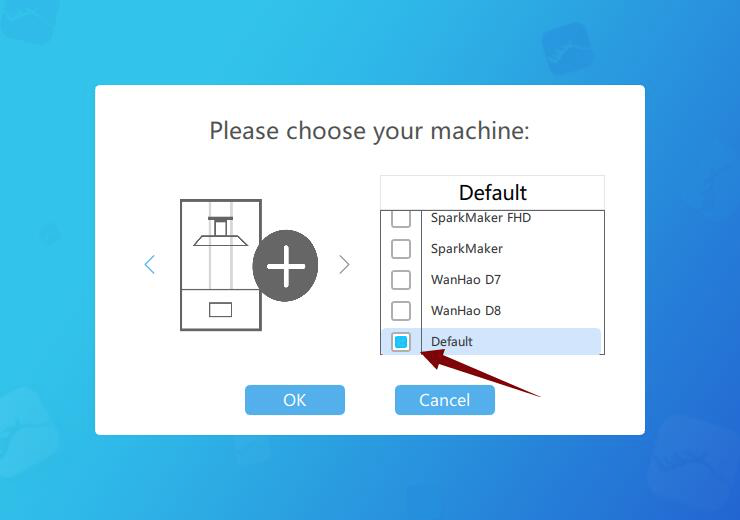 Please choose your machine:
Default
SparkMaker FHD
SparkMaker
WanHao D7
WanHao D8
Default
OK
Cancel